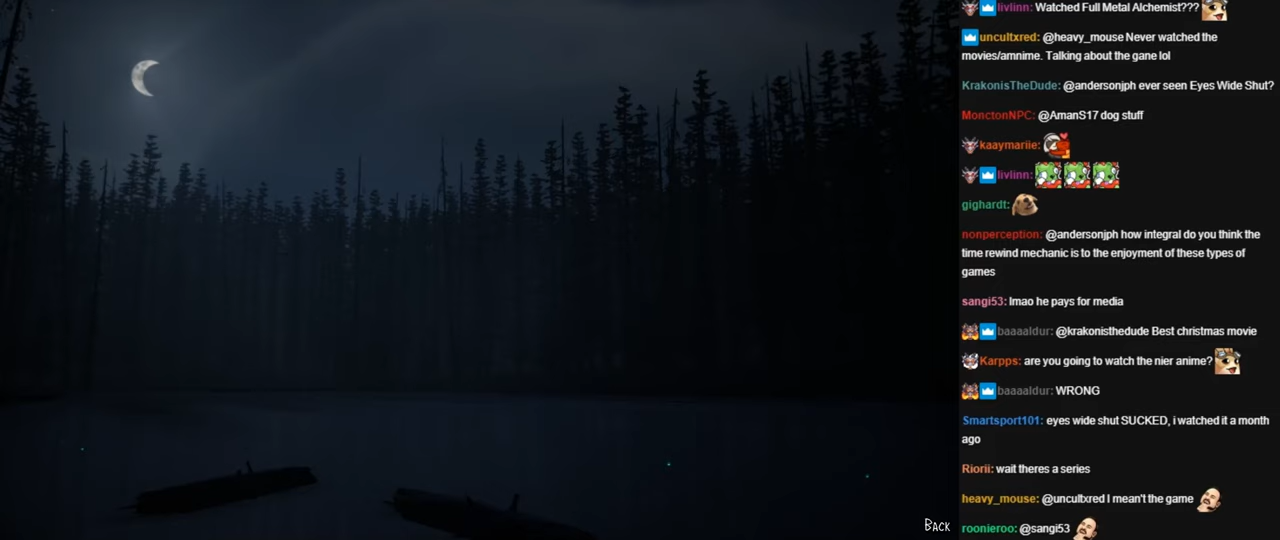 livlinn: Watched Full Metal Alchemist???
uncultxred: @heavy_mouse Never watched the
movies/amnime. Talking about the gane lol
KrakonisTheDude: @andersonjph ever seen Eyes Wide Shut?
MonctonNPC: @AmanS17 dog stuff
kaaymariie:
livlinn:
gighardt:
nonperception: @andersonjph how integral do you think the
time rewind mechanic is to the enjoyment of these types of
games
sangi53: lmao he pays for media
baaaaldur: @krakonisthedude Best christmas movie
Karpps: are you going to watch the nier anime?
baaaaldur: WRONG
Smartsport101: eyes wide shut SUCKED, i watched it a month
ago
Riorii: wait theres a series
heavy_mouse: @uncultxred I mean't the game
roonieroo: @sangi53
BACK